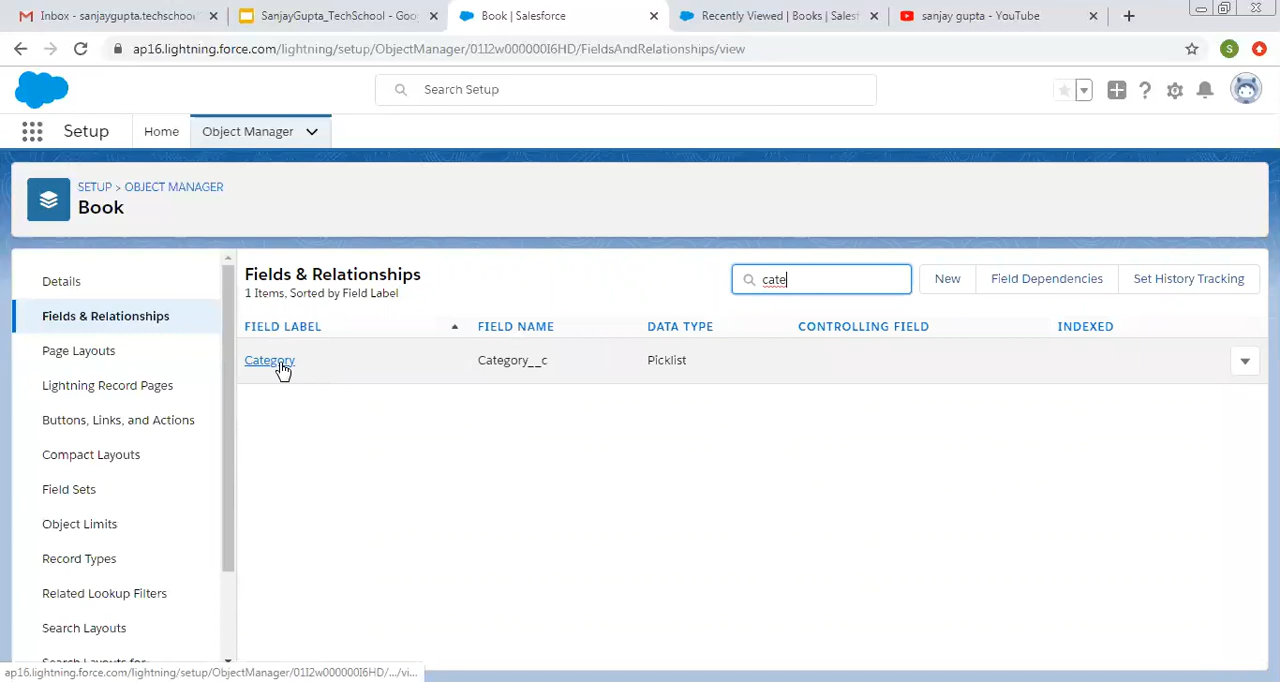 Inbox - sanjaygupta.techschool
SanjayGupta_TechSchool - Goo
Book | Salesforce
Recently Viewed | Books | Salesf
sanjay gupta - YouTube
ap16.lightning.force.com/lightning/setup/ObjectManager/01I2w00000016HD/FieldsAndRelationships/view
S
Search Setup
Setup
Home
Object Manager
SETUP > OBJECT MANAGER
Book
Details
Fields & Relationships
Page Layouts
Lightning Record Pages
Buttons, Links, and Actions
Compact Layouts
Field Sets
Object Limits
Record Types
Related Lookup Filters
Search Layouts
Fields & Relationships
1 Items, Sorted by Field Label
cate
New
Field Dependencies
Set History Tracking
FIELD LABEL FIELD NAME DATA TYPE CONTROLLING FIELD INDEXED
Category Category__c Picklist
ap16.lightning.force.com/lightning/setup/ObjectManager/01I2w00000016HD/.../vi...